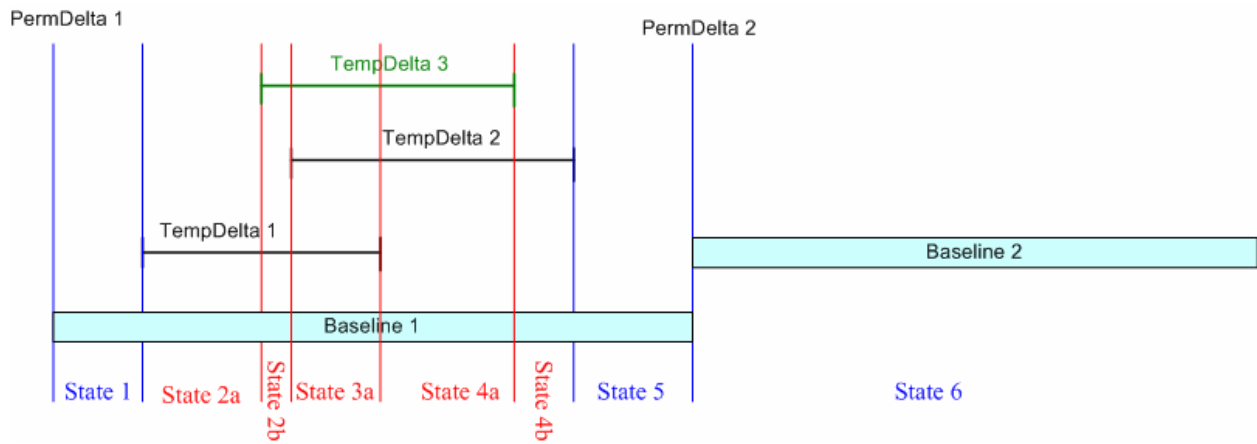 PermDelta 1
PermDelta 2
TempDelta 3
TempDelta 2
TempDelta 1
Baseline 2
Baseline 1
State 1
State 2a
State 2b
State 3a
State 4a
State 4b
State 5
State 6